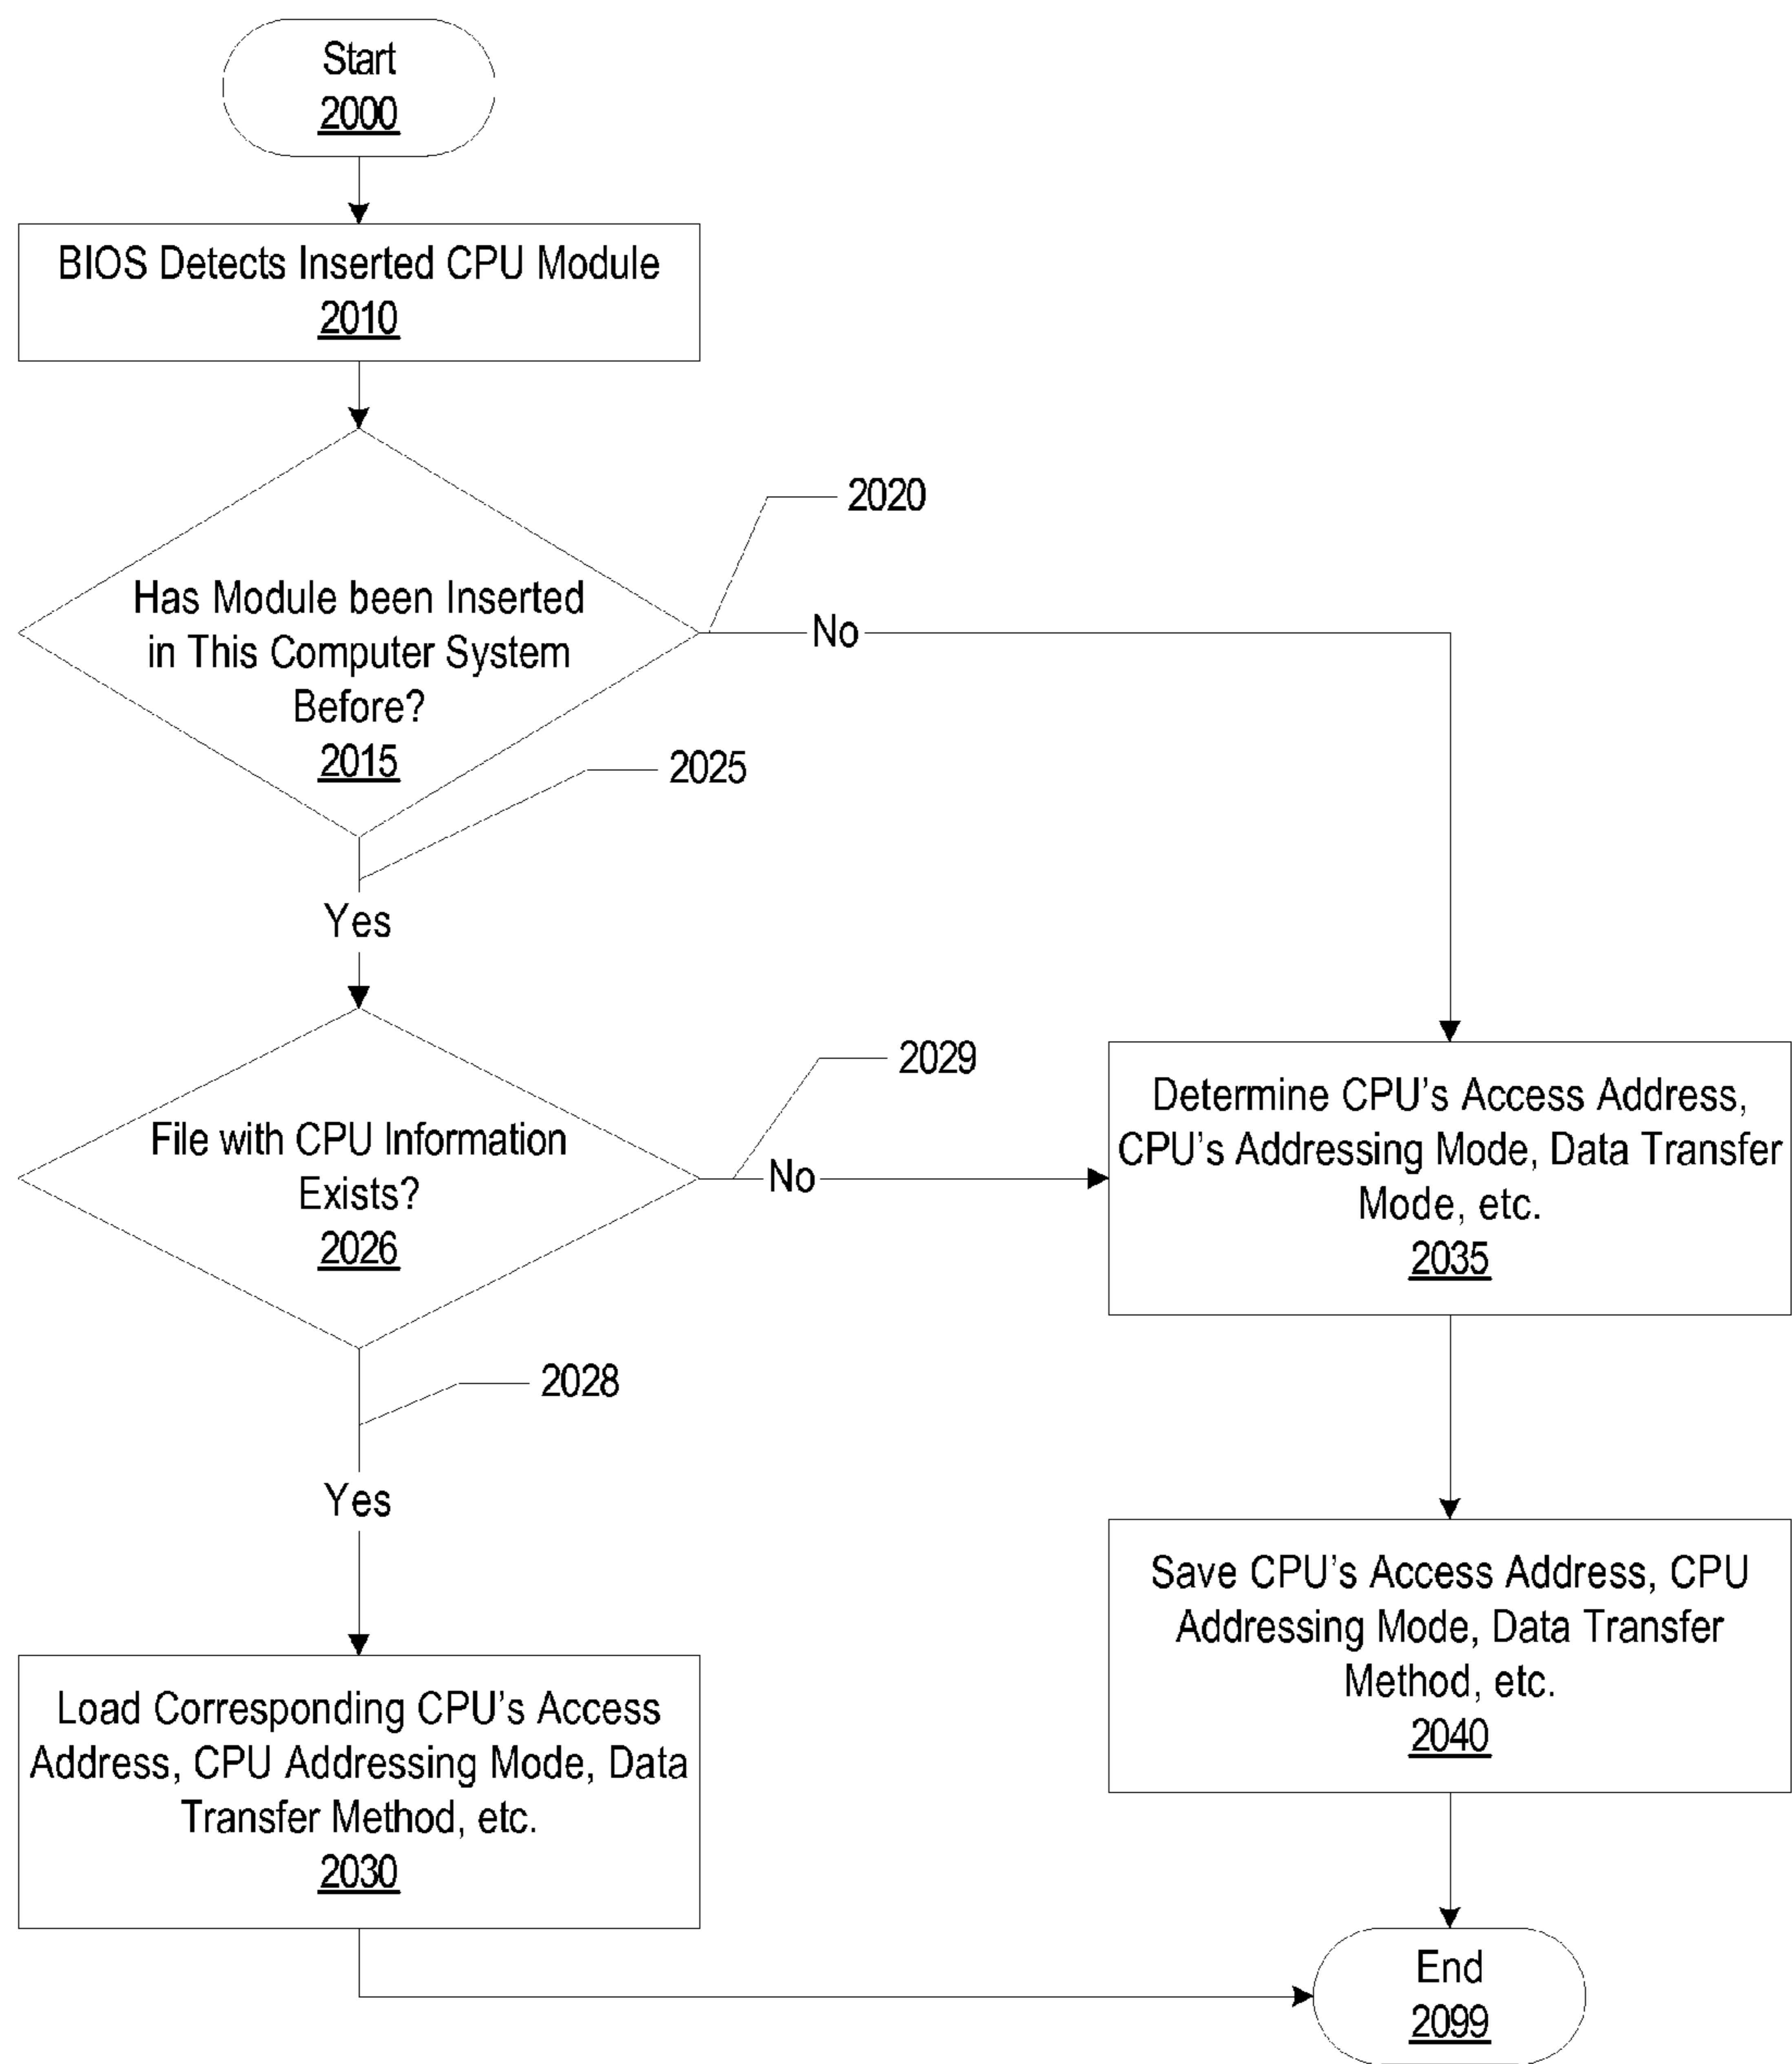 Start
2000
BIOS Detects Inserted CPU Module
2010
2020
Has Module been Inserted
in This Computer System
Before?
2015
No
2025
Yes
2029
File with CPU Information
Exists?
2026
No
Determine CPU's Access Address,
CPU's Addressing Mode, Data Transfer
Mode, etc.
2035
2028
Yes
Save CPU's Access Address, CPU
Addressing Mode, Data Transfer
Method, etc.
2040
Load Corresponding CPU's Access
Address, CPU Addressing Mode, Data
Transfer Method, etc.
2030
End
2099